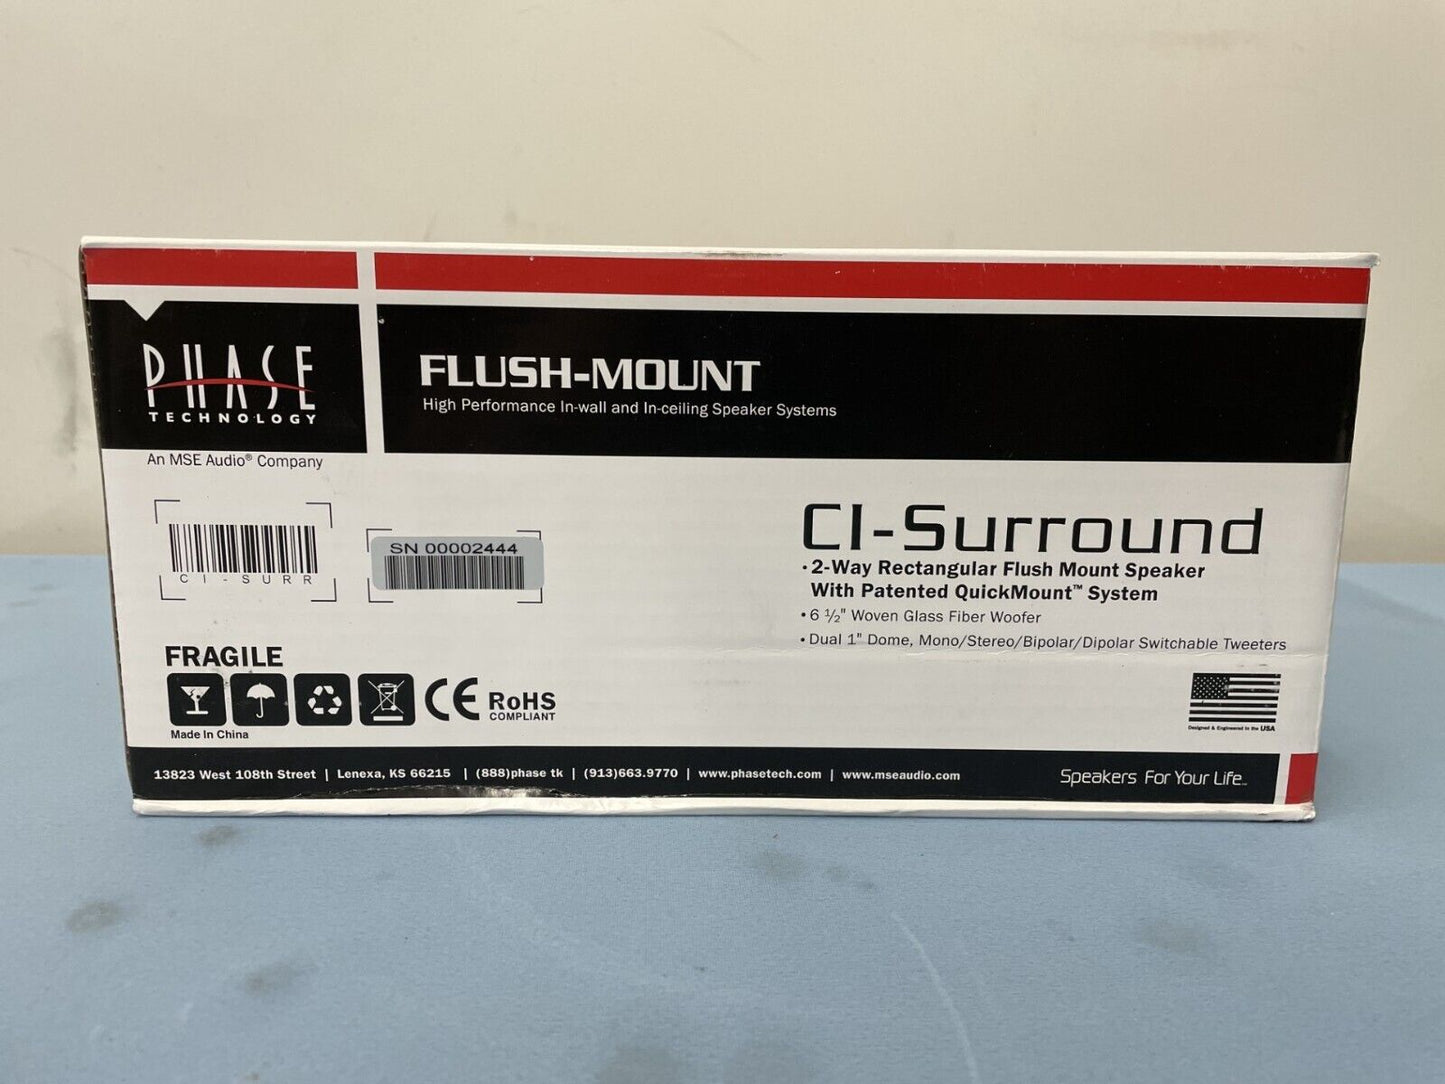 PHASE
TECHNOLOGY
An MSE Audio® Company
FLUSH-MOUNT
High Performance In-wall and In-ceiling Speaker Systems
CI-SURR
SN 00002444
CI-Surround
• 2-Way Rectangular Flush Mount Speaker
With Patented QuickMount™ System
• 6 ½" Woven Glass Fiber Woofer
• Dual 1" Dome, Mono/Stereo/Bipolar/Dipolar Switchable Tweeters
FRAGILE
CE RoHS
COMPLIANT
Made In China
Designed & Engineered in the USA
13823 West 108th Street | Lenexa, KS 66215 | (888)phase tk | (913)663.9770 | www.phasetech.com | www.mseaudio.com
Speakers For Your Life™